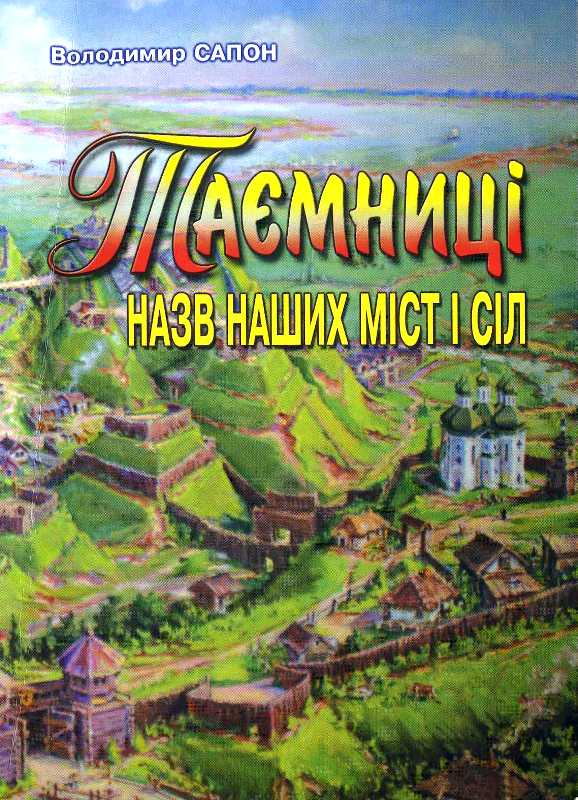 Володимир САПОН
Таємниці
НАЗВ НАШИХ МІСТ І СІЛ